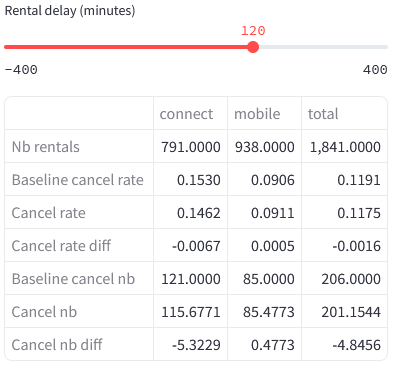 Rental delay (minutes)
120
-400 400
connect mobile total
Nb rentals 791.0000 938.0000 1,841.0000
Baseline cancel rate 0.1530 0.0906 0.1191
Cancel rate 0.1462 0.0911 0.1175
Cancel rate diff -0.0067 0.0005 -0.0016
Baseline cancel nb 121.0000 85.0000 206.0000
Cancel nb 115.6771 85.4773 201.1544
Cancel nb diff -5.3229 0.4773 -4.8456